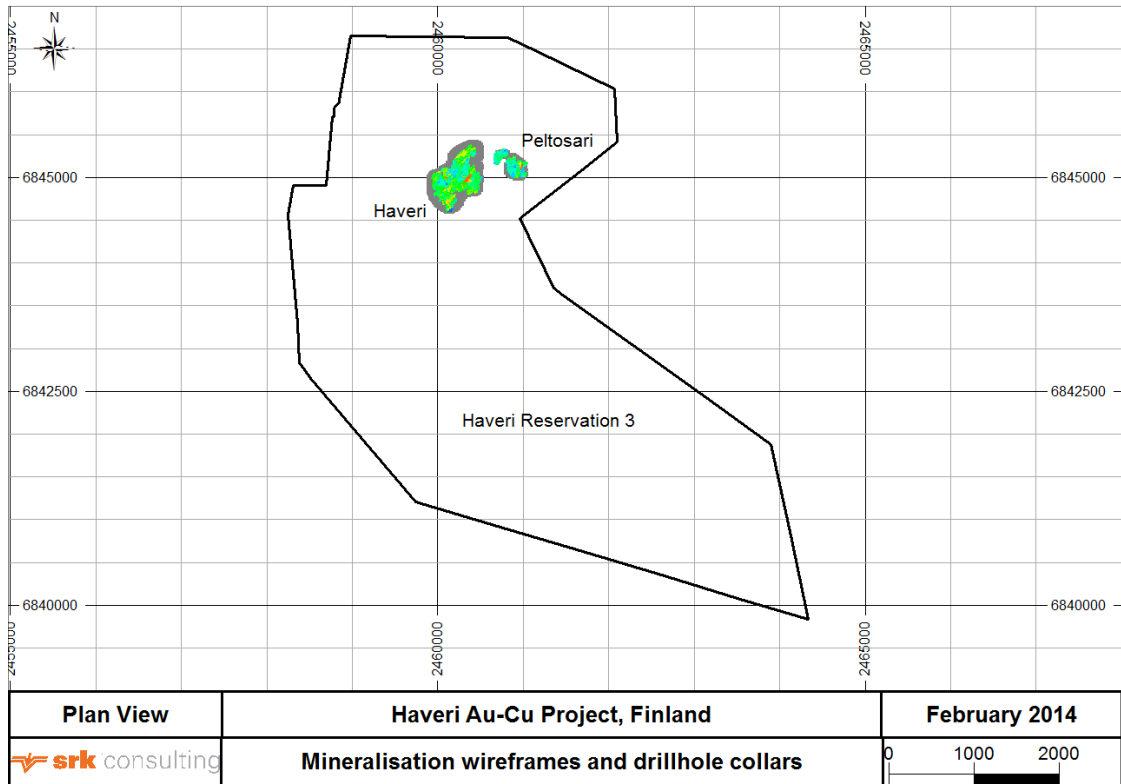 N
2455000
2460000
2465000
Peltosari
6845000
6845000
Haveri
6842500
6842500
Haveri Reservation 3
6840000
6840000
2460000
2465000
Plan View
Haveri Au-Cu Project, Finland
February 2014
srk consulting
Mineralisation wireframes and drillhole collars
0 1000 2000